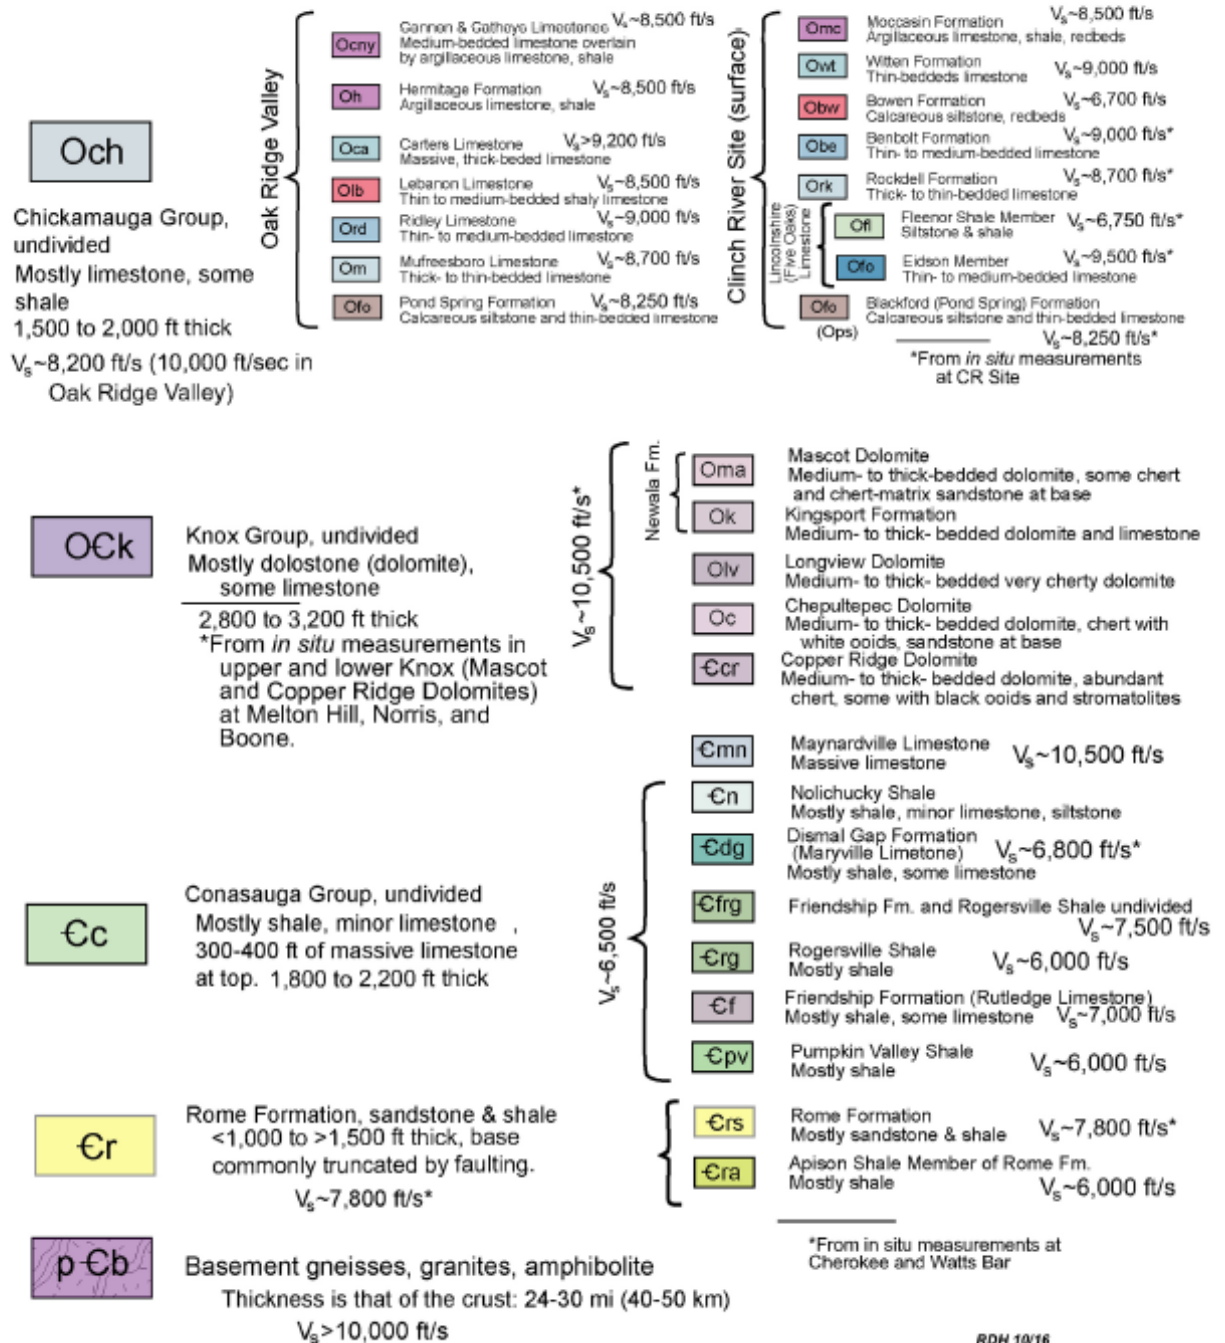 Och
Chickamauga Group,
undivided
Mostly limestone, some
shale
1,500 to 2,000 ft thick
Vs~8,200 ft/s (10,000 ft/sec in
Oak Ridge Valley)
Oak Ridge Valley
Ocny
Cannon & Catheys Limestones Vs~8,500 ft/s
Medium-bedded limestone overlain
by argillaceous limestone, shale
Oh
Hermitage Formation Vs~8,500 ft/s
Argillaceous limestone, shale
Oca
Carters Limestone Vs>9,200 ft/s
Massive, thick-beded limestone
Olb
Lebanon Limestone Vs~8,500 ft/s
Thin to medium-bedded shaly limestone
Ord
Ridley Limestone Vs~9,000 ft/s
Thin- to medium-bedded limestone
Om
Mufreesboro Limestone Vs~8,700 ft/s
Thick- to thin-bedded limestone
Ofo
Pond Spring Formation Vs~8,250 ft/s
Calcareous siltstone and thin-bedded limestone
Clinch River Site (surface)
Omc
Moccasin Formation Vs~8,500 ft/s
Argillaceous limestone, shale, redbeds
Owt
Witten Formation Vs~9,000 ft/s
Thin-beddeds limestone
Obw
Bowen Formation Vs~6,700 ft/s
Calcareous siltstone, redbeds
Obe
Benbolt Formation Vs~9,000 ft/s*
Thin- to medium-bedded limestone
Ork
Rockdell Formation Vs~8,700 ft/s*
Thick- to thin-bedded limestone
Lincolnshire
(Five Oaks)
Limestone
Ofl
Fleenor Shale Member Vs~6,750 ft/s*
Siltstone & shale
Ofo
Eidson Member Vs~9,500 ft/s*
Thin- to medium-bedded limestone
Ofo
(Ops)
Blackford (Pond Spring) Formation
Calcareous siltstone and thin-bedded limestone
Vs~8,250 ft/s*
*From in situ measurements
at CR Site
OꞒk
Knox Group, undivided
Mostly dolostone (dolomite),
some limestone
2,800 to 3,200 ft thick
*From in situ measurements in
upper and lower Knox (Mascot
and Copper Ridge Dolomites)
at Melton Hill, Norris, and
Boone.
Vs~10,500 ft/s*
Newala Fm.
Oma
Mascot Dolomite
Medium- to thick-bedded dolomite, some chert
and chert-matrix sandstone at base
Ok
Kingsport Formation
Medium- to thick- bedded dolomite and limestone
Olv
Longview Dolomite
Medium- to thick- bedded very cherty dolomite
Oc
Chepultepec Dolomite
Medium- to thick- bedded dolomite, chert with
white ooids, sandstone at base
Ꞓcr
Copper Ridge Dolomite
Medium- to thick- bedded dolomite, abundant
chert, some with black ooids and stromatolites
Ꞓmn
Maynardville Limestone
Massive limestone Vs~10,500 ft/s
Ꞓc
Conasauga Group, undivided
Mostly shale, minor limestone ,
300-400 ft of massive limestone
at top. 1,800 to 2,200 ft thick
Vs~6,500 ft/s
Ꞓn
Nolichucky Shale
Mostly shale, minor limestone, siltstone
Ꞓdg
Dismal Gap Formation
(Maryville Limetone) Vs~6,800 ft/s*
Mostly shale, some limestone
Ꞓfrg
Friendship Fm. and Rogersville Shale undivided
Vs~7,500 ft/s
Ꞓrg
Rogersville Shale
Mostly shale Vs~6,000 ft/s
Ꞓf
Friendship Formation (Rutledge Limestone)
Mostly shale, some limestone Vs~7,000 ft/s
Ꞓpv
Pumpkin Valley Shale
Mostly shale Vs~6,000 ft/s
Ꞓr
Rome Formation, sandstone & shale
<1,000 to >1,500 ft thick, base
commonly truncated by faulting.
Vs~7,800 ft/s*
Ꞓrs
Rome Formation
Mostly sandstone & shale Vs~7,800 ft/s*
Ꞓra
Apison Shale Member of Rome Fm.
Mostly shale Vs~6,000 ft/s
*From in situ measurements at
Cherokee and Watts Bar
pꞒb
Basement gneisses, granites, amphibolite
Thickness is that of the crust: 24-30 mi (40-50 km)
Vs>10,000 ft/s
RDH 10/16